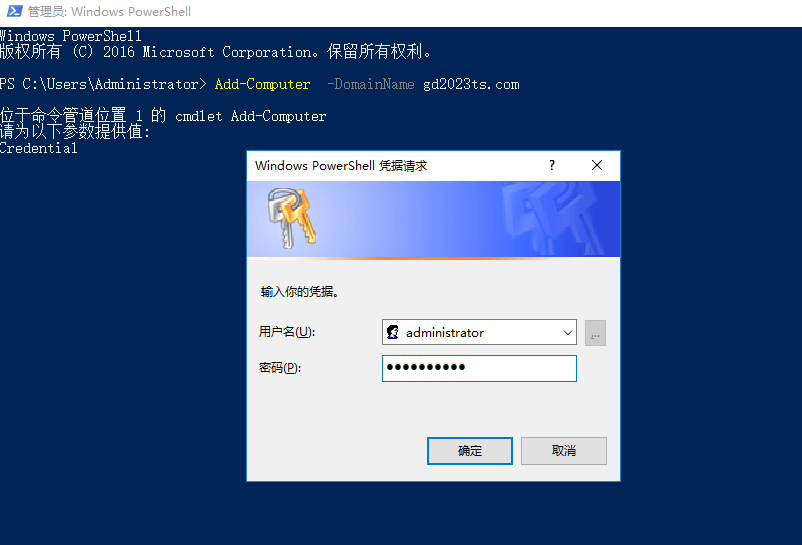 管理员: Windows PowerShell
Windows PowerShell
版权所有 (C) 2016 Microsoft Corporation。保留所有权利。
PS C:\Users\Administrator> Add-Computer  -DomainName gd2023ts.com
位于命令管道位置 1 的 cmdlet Add-Computer
请为以下参数提供值:
Credential
Windows PowerShell 凭据请求
?
输入你的凭据。
用户名(U):
administrator
...
密码(P):
●●●●●●●●●●
确定
取消